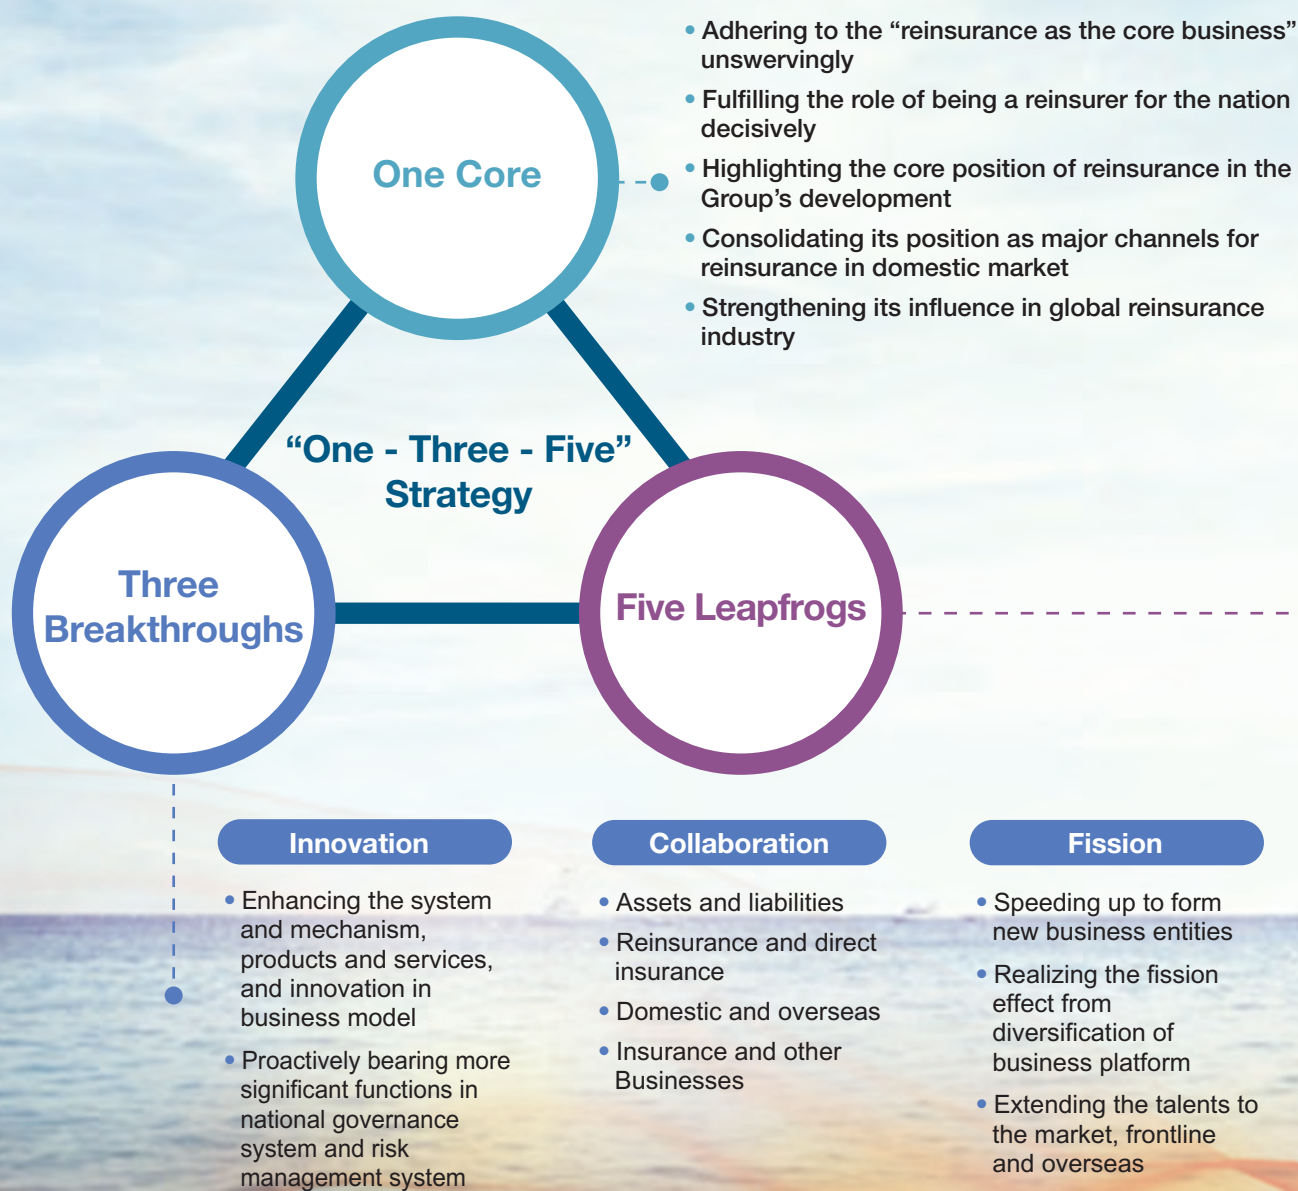 One Core
• Adhering to the “reinsurance as the core business”
unswervingly
• Fulfilling the role of being a reinsurer for the nation
decisively
• Highlighting the core position of reinsurance in the
Group’s development
• Consolidating its position as major channels for
reinsurance in domestic market
• Strengthening its influence in global reinsurance
industry
“One - Three - Five”
Strategy
Three
Breakthroughs
Five Leapfrogs
Innovation
• Enhancing the system
and mechanism,
products and services,
and innovation in
business model
• Proactively bearing more
significant functions in
national governance
system and risk
management system
Collaboration
• Assets and liabilities
• Reinsurance and direct
insurance
• Domestic and overseas
• Insurance and other
Businesses
Fission
• Speeding up to form
new business entities
• Realizing the fission
effect from
diversification of
business platform
• Extending the talents to
the market, frontline
and overseas